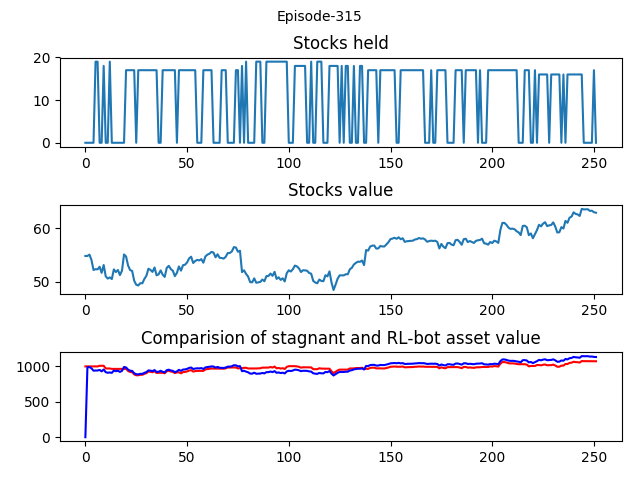 Episode-315
Stocks held
20
10
0
0 50 100 150 200 250
Stocks value
60
50
0 50 100 150 200 250
Comparision of stagnant and RL-bot asset value
1000
500
0
0 50 100 150 200 250